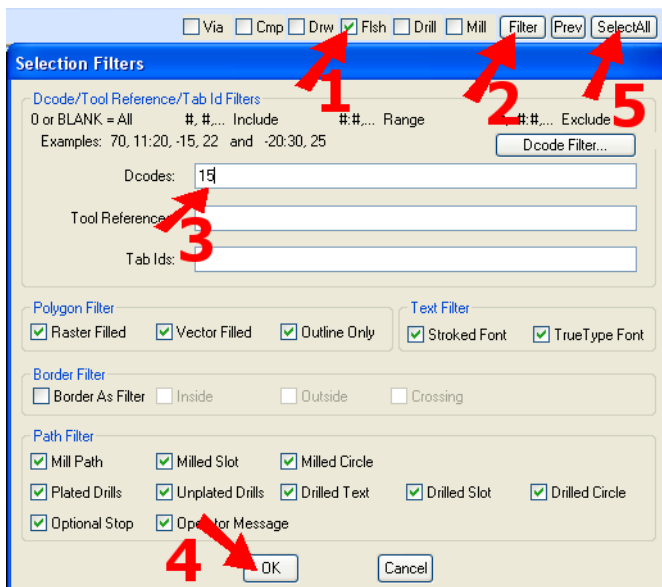 Via Cmp Drw Flsh Drill Mill Filter Prev SelectAll
1 2 5
Selection Filters
Dcode/Tool Reference/Tab Id Filters
0 or BLANK = All #, #,... Include #:#,... Range #:#,... Exclude
Examples: 70, 11:20, -15, 22 and -20:30, 25
Dcode Filter...
Dcodes: 15
3
Tool Reference:
Tab Ids:
Polygon Filter Text Filter
Raster Filled Vector Filled Outline Only Stroked Font TrueType Font
Border Filter
Border As Filter Inside Outside Crossing
Path Filter
Mill Path Milled Slot Milled Circle
Plated Drills Unplated Drills Drilled Text Drilled Slot Drilled Circle
Optional Stop Operator Message
4
OK Cancel